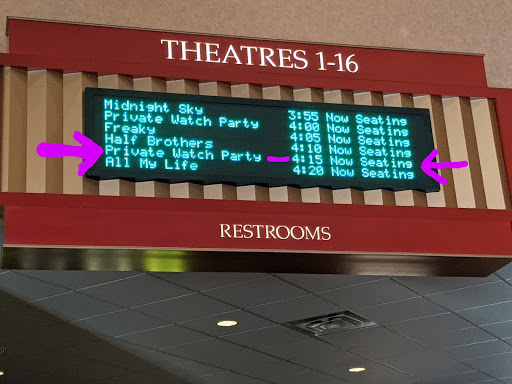 THEATRES 1-16
Midnight Sky 3:55 Now Seating
Private Watch Party 4:00 Now Seating
Freaky 4:05 Now Seating
Half Brothers 4:10 Now Seating
Private Watch Party 4:15 Now Seating
All My Life 4:20 Now Seating
RESTROOMS